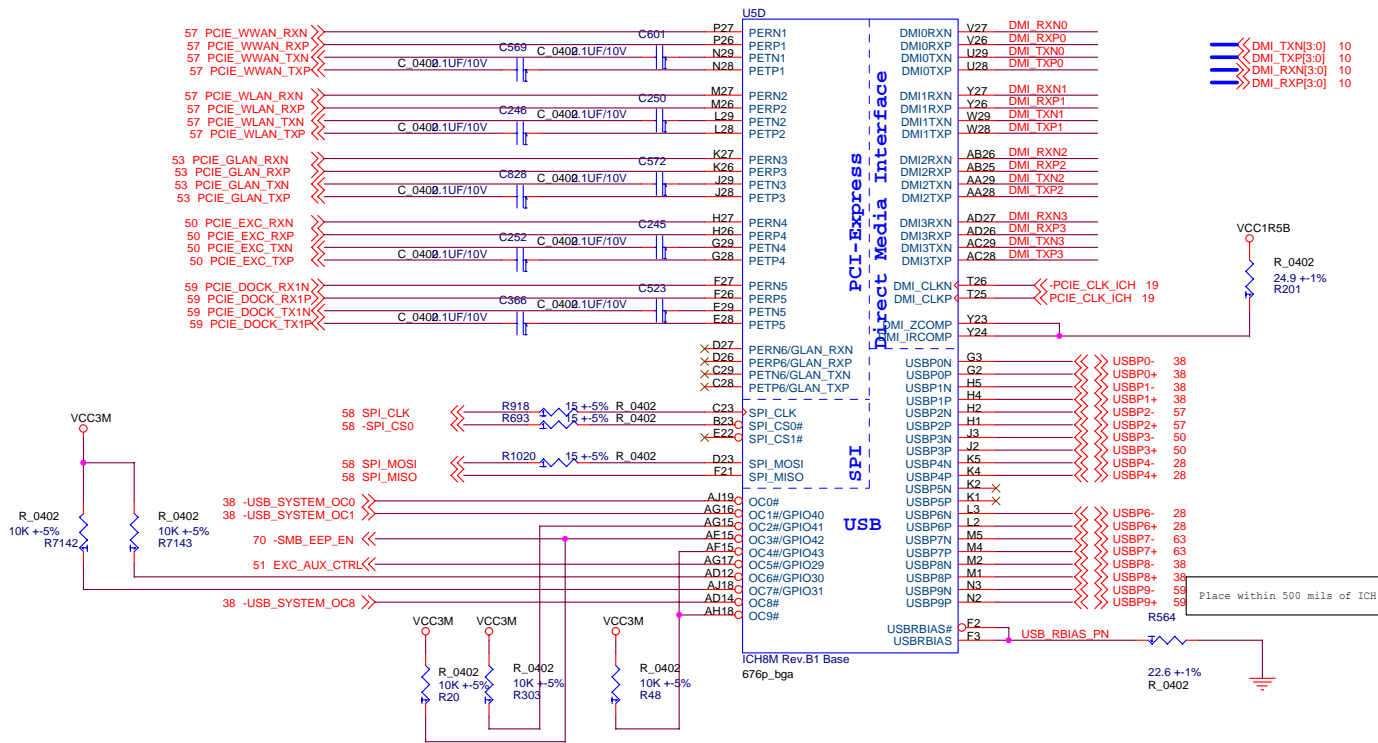 U5D
57 PCIE_WWAN_RXN P27 PERN1 DMI0RXN V27 DMI_RXN0
57 PCIE_WWAN_RXP P26 PERP1 DMI0RXP V26 DMI_RXP0
57 PCIE_WWAN_TXN C601 N29 PETN1 DMI0TXN U29 DMI_TXN0
57 PCIE_WWAN_TXP C_0402 C569 0.1UF/10V C_0402 0.1UF/10V N28 PETP1 DMI0TXP U28 DMI_TXP0
DMI_TXN[3:0] 10
DMI_TXP[3:0] 10
DMI_RXN[3:0] 10
DMI_RXP[3:0] 10
57 PCIE_WLAN_RXN M27 PERN2 DMI1RXN Y27 DMI_RXN1
57 PCIE_WLAN_RXP M26 PERP2 DMI1RXP Y26 DMI_RXP1
57 PCIE_WLAN_TXN C250 L29 PETN2 DMI1TXN W29 DMI_TXN1
57 PCIE_WLAN_TXP C_0402 C246 0.1UF/10V C_0402 0.1UF/10V L28 PETP2 DMI1TXP W28 DMI_TXP1
53 PCIE_GLAN_RXN K27 PERN3 DMI2RXN AB26 DMI_RXN2
53 PCIE_GLAN_RXP K26 PERP3 DMI2RXP AB25 DMI_RXP2
53 PCIE_GLAN_TXN C572 J29 PETN3 DMI2TXN AA29 DMI_TXN2
53 PCIE_GLAN_TXP C_0402 C828 0.1UF/10V C_0402 0.1UF/10V J28 PETP3 DMI2TXP AA28 DMI_TXP2
50 PCIE_EXC_RXN H27 PERN4 DMI3RXN AD27 DMI_RXN3
50 PCIE_EXC_RXP H26 PERP4 DMI3RXP AD26 DMI_RXP3
50 PCIE_EXC_TXN C245 G29 PETN4 DMI3TXN AC29 DMI_TXN3
50 PCIE_EXC_TXP C_0402 C252 0.1UF/10V C_0402 0.1UF/10V G28 PETP4 DMI3TXP AC28 DMI_TXP3
PCI-Express
Direct Media Interface
VCC1R5B
R_0402
24.9 +-1%
R201
59 PCIE_DOCK_RX1N F27 PERN5 DMI_CLKN T26 -PCIE_CLK_ICH 19
59 PCIE_DOCK_RX1P F26 PERP5 DMI_CLKP T25 PCIE_CLK_ICH 19
59 PCIE_DOCK_TX1N C523 E29 PETN5
59 PCIE_DOCK_TX1P C_0402 C366 0.1UF/10V C_0402 0.1UF/10V E28 PETP5 DMI_ZCOMP Y23
DMI_IRCOMP Y24
D27 PERN6/GLAN_RXN
D26 PERP6/GLAN_RXP
C29 PETN6/GLAN_TXN
C28 PETP6/GLAN_TXP
USBP0N G3 USBP0- 38
USBP0P G2 USBP0+ 38
USBP1N H5 USBP1- 38
USBP1P H4 USBP1+ 38
USBP2N H2 USBP2- 57
USBP2P H1 USBP2+ 57
USBP3N J3 USBP3- 50
USBP3P J2 USBP3+ 50
USBP4N K5 USBP4- 28
USBP4P K4 USBP4+ 28
USBP5N K2
USBP5P K1
USBP6N L3 USBP6- 28
USBP6P L2 USBP6+ 28
USBP7N M5 USBP7- 63
USBP7P M4 USBP7+ 63
USBP8N M2 USBP8- 38
USBP8P M1 USBP8+ 38
USBP9N N3 USBP9- 59
USBP9P N2 USBP9+ 59
58 SPI_CLK R918 15 +-5% R_0402 C23 SPI_CLK
58 -SPI_CS0 R693 15 +-5% R_0402 B23 SPI_CS0#
E22 SPI_CS1#
58 SPI_MOSI R1020 15 +-5% R_0402 D23 SPI_MOSI
58 SPI_MISO F21 SPI_MISO
SPI
USB
VCC3M
R_0402
10K +-5%
R7142
R_0402
10K +-5%
R7143
38 -USB_SYSTEM_OC0 AJ19 OC0#
38 -USB_SYSTEM_OC1 AG16 OC1#/GPIO40
AG15 OC2#/GPIO41
70 -SMB_EEP_EN AE15 OC3#/GPIO42
AF15 OC4#/GPIO43
51 EXC_AUX_CTRL AG17 OC5#/GPIO29
AD12 OC6#/GPIO30
AJ18 OC7#/GPIO31
38 -USB_SYSTEM_OC8 AD14 OC8#
AH18 OC9#
Place within 500 mils of ICH
USBRBIAS# F2
USBRBIAS F3 USB_RBIAS_PN R564
22.6 +-1%
R_0402
VCC3M
R_0402
10K +-5%
R20
VCC3M
R_0402
10K +-5%
R303
VCC3M
R_0402
10K +-5%
R48
ICH8M Rev.B1 Base
676p_bga